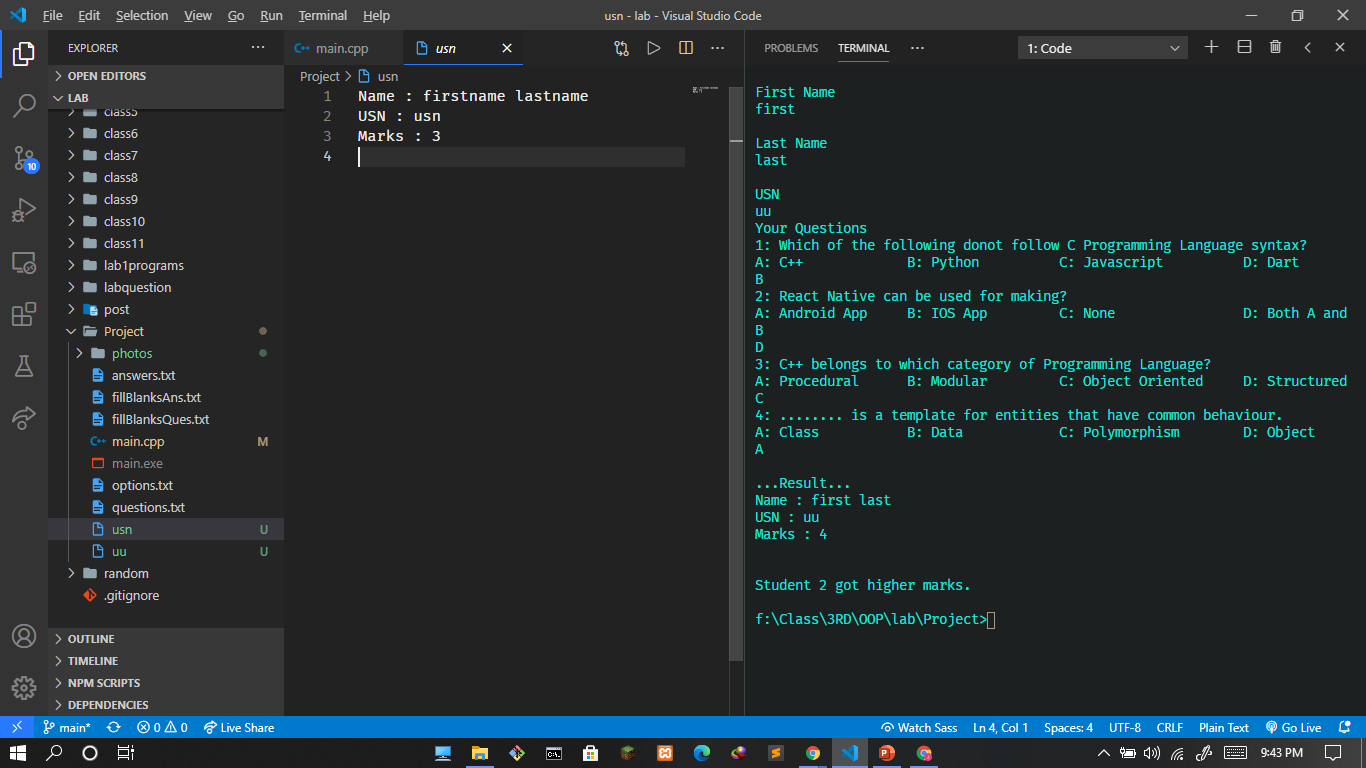 File Edit Selection View Go Run Terminal Help
usn - lab - Visual Studio Code
EXPLORER
OPEN EDITORS
LAB
class5
class6
class7
class8
class9
class10
class11
lab1programs
labquestion
post
Project
photos
answers.txt
fillBlanksAns.txt
fillBlanksQues.txt
main.cpp M
main.exe
options.txt
questions.txt
usn U
uu U
random
.gitignore
OUTLINE
TIMELINE
NPM SCRIPTS
DEPENDENCIES
10
main.cpp usn
Project > usn
1 Name : firstname lastname
2 USN : usn
3 Marks : 3
4
PROBLEMS TERMINAL 1: Code
First Name
first
Last Name
last
USN
uu
Your Questions
1: Which of the following donot follow C Programming Language syntax?
A: C++ B: Python C: Javascript D: Dart
B
2: React Native can be used for making?
A: Android App B: IOS App C: None D: Both A and
B
D
3: C++ belongs to which category of Programming Language?
A: Procedural B: Modular C: Object Oriented D: Structured
C
4: ........ is a template for entities that have common behaviour.
A: Class B: Data C: Polymorphism D: Object
A
...Result...
Name : first last
USN : uu
Marks : 4
Student 2 got higher marks.
f:\Class\3RD\OOP\lab\Project>
main* 0 0 Live Share
Watch Sass Ln 4, Col 1 Spaces: 4 UTF-8 CRLF Plain Text Go Live
9:43 PM